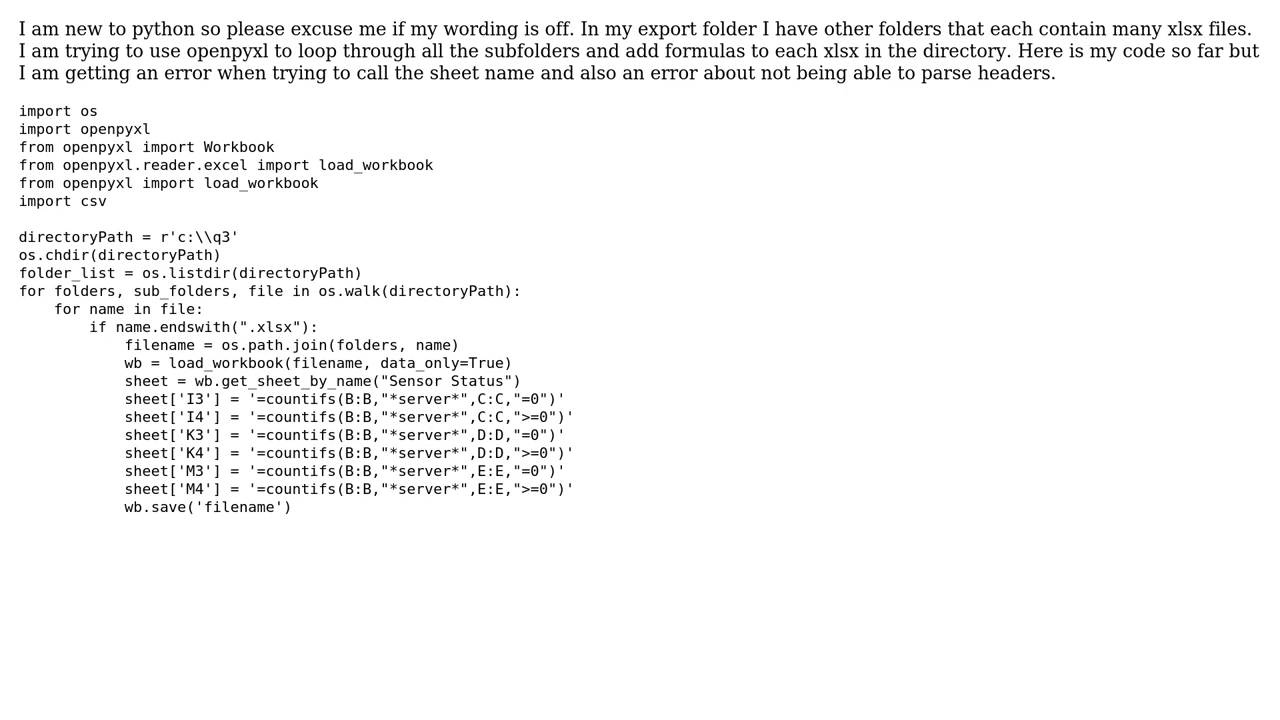 I am new to python so please excuse me if my wording is off. In my export folder I have other folders that each contain many xlsx files.
I am trying to use openpyxl to loop through all the subfolders and add formulas to each xlsx in the directory. Here is my code so far but
I am getting an error when trying to call the sheet name and also an error about not being able to parse headers.
import os
import openpyxl
from openpyxl import Workbook
from openpyxl.reader.excel import load_workbook
from openpyxl import load_workbook
import csv
directoryPath = r'c:\\q3'
os.chdir(directoryPath)
folder_list = os.listdir(directoryPath)
for folders, sub_folders, file in os.walk(directoryPath):
    for name in file:
        if name.endswith(".xlsx"):
            filename = os.path.join(folders, name)
            wb = load_workbook(filename, data_only=True)
            sheet = wb.get_sheet_by_name("Sensor Status")
            sheet['I3'] = '=countifs(B:B,"*server*",C:C,"=0")'
            sheet['I4'] = '=countifs(B:B,"*server*",C:C,">=0")'
            sheet['K3'] = '=countifs(B:B,"*server*",D:D,"=0")'
            sheet['K4'] = '=countifs(B:B,"*server*",D:D,">=0")'
            sheet['M3'] = '=countifs(B:B,"*server*",E:E,"=0")'
            sheet['M4'] = '=countifs(B:B,"*server*",E:E,">=0")'
            wb.save('filename')